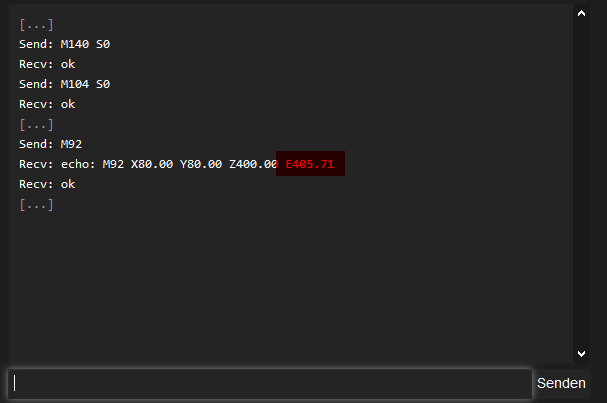 [...]
Send: M140 S0
Recv: ok
Send: M104 S0
Recv: ok
[...]
Send: M92
Recv: echo: M92 X80.00 Y80.00 Z400.00 E405.71
Recv: ok
[...]
Senden